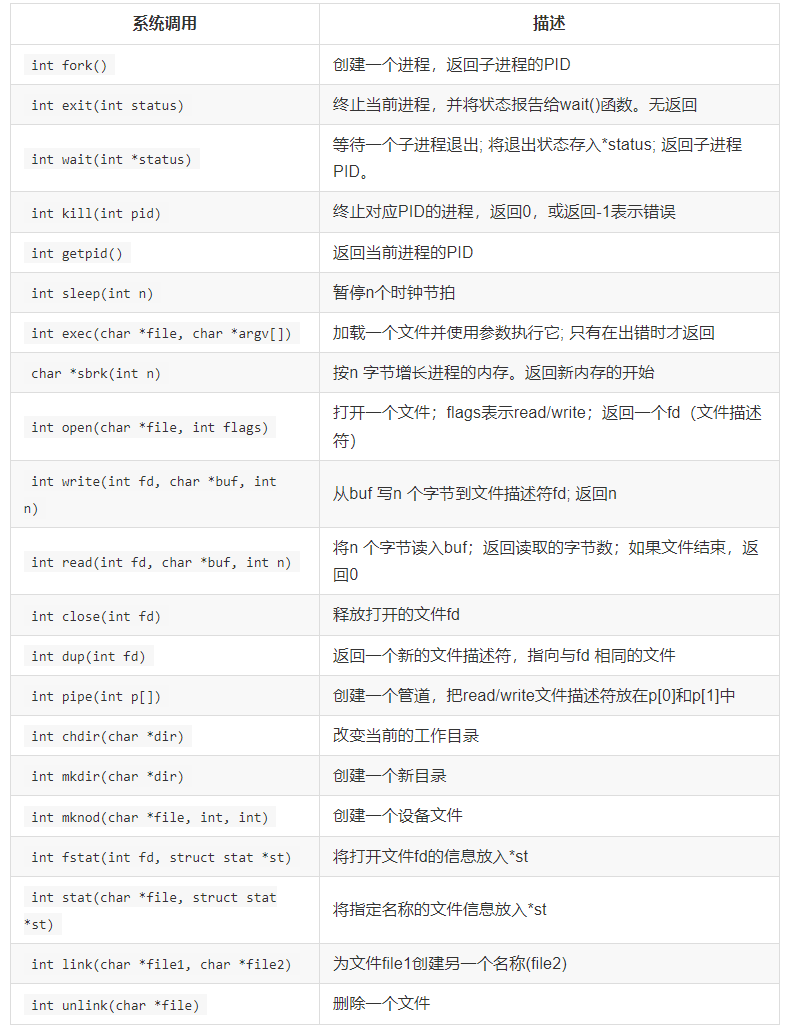 系统调用 描述
int fork() 创建一个进程，返回子进程的PID
int exit(int status) 终止当前进程，并将状态报告给wait()函数。无返回
int wait(int *status) 等待一个子进程退出; 将退出状态存入*status; 返回子进程
PID。
int kill(int pid) 终止对应PID的进程，返回0，或返回-1表示错误
int getpid() 返回当前进程的PID
int sleep(int n) 暂停n个时钟节拍
int exec(char *file, char *argv[]) 加载一个文件并使用参数执行它; 只有在出错时才返回
char *sbrk(int n) 按n 字节增长进程的内存。返回新内存的开始
int open(char *file, int flags) 打开一个文件；flags表示read/write；返回一个fd（文件描述
符）
int write(int fd, char *buf, int
n) 从buf 写n 个字节到文件描述符fd; 返回n
int read(int fd, char *buf, int n) 将n 个字节读入buf；返回读取的字节数；如果文件结束，返
回0
int close(int fd) 释放打开的文件fd
int dup(int fd) 返回一个新的文件描述符，指向与fd 相同的文件
int pipe(int p[]) 创建一个管道，把read/write文件描述符放在p[0]和p[1]中
int chdir(char *dir) 改变当前的工作目录
int mkdir(char *dir) 创建一个新目录
int mknod(char *file, int, int) 创建一个设备文件
int fstat(int fd, struct stat *st) 将打开文件fd的信息放入*st
int stat(char *file, struct stat
*st) 将指定名称的文件信息放入*st
int link(char *file1, char *file2) 为文件file1创建另一个名称(file2)
int unlink(char *file) 删除一个文件